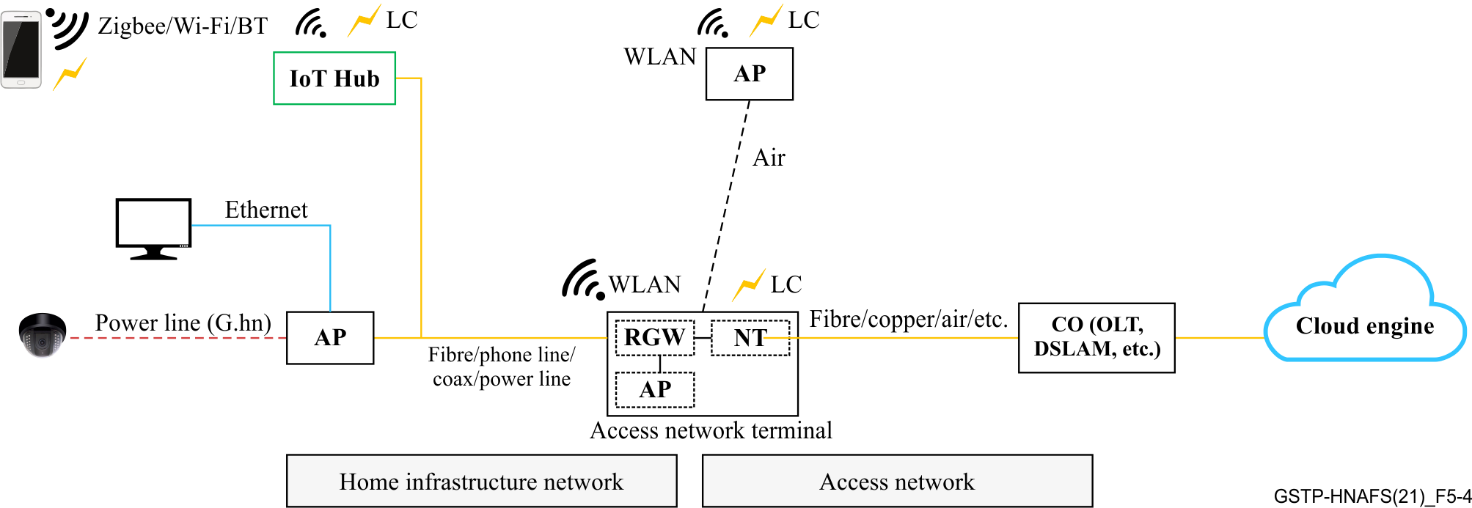 Zigbee/Wi-Fi/BT
LC
LC
IoT Hub
WLAN
AP
Air
Ethernet
WLAN
LC
Power line (G.hn)
AP
Fibre/phone line/
coax/power line
RGW
NT
AP
Access network terminal
Fibre/copper/air/etc.
CO (OLT,
DSLAM, etc.)
Cloud engine
Home infrastructure network
Access network
GSTP-HNAFS(21)_F5-4